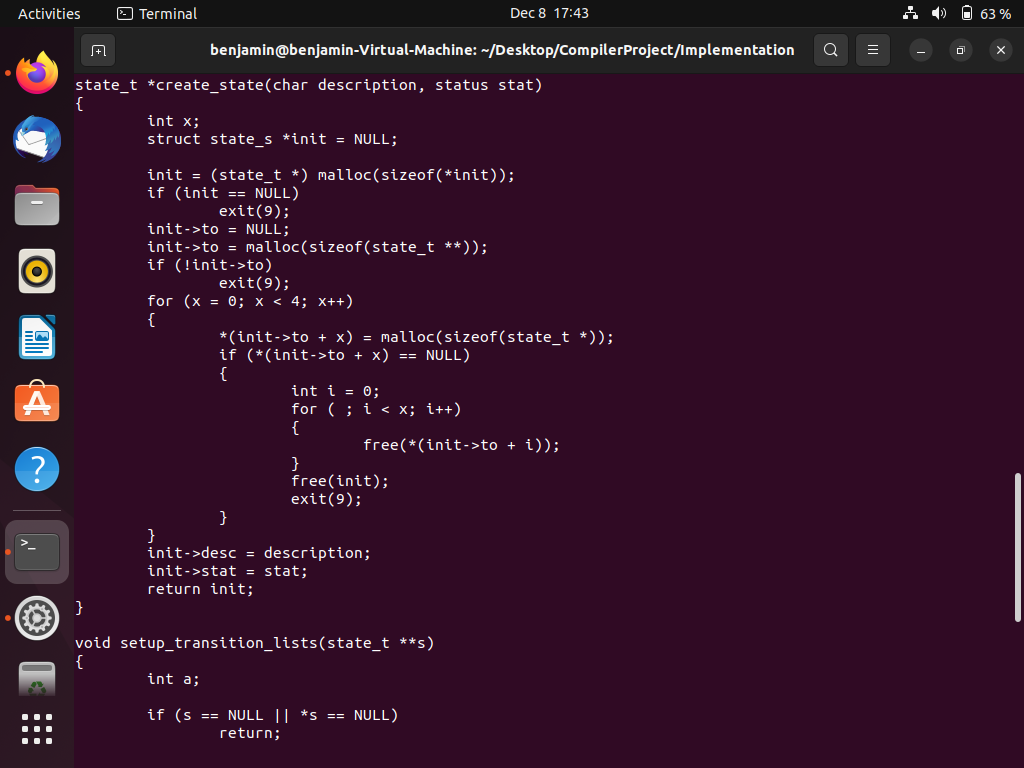 Activities Terminal Dec 8 17:43 63 %
benjamin@benjamin-Virtual-Machine: ~/Desktop/CompilerProject/Implementation
state_t *create_state(char description, status stat)
{
int x;
struct state_s *init = NULL;
init = (state_t *) malloc(sizeof(*init));
if (init == NULL)
exit(9);
init->to = NULL;
init->to = malloc(sizeof(state_t **));
if (!init->to)
exit(9);
for (x = 0; x < 4; x++)
{
*(init->to + x) = malloc(sizeof(state_t *));
if (*(init->to + x) == NULL)
{
int i = 0;
for ( ; i < x; i++)
{
free(*(init->to + i));
}
free(init);
exit(9);
}
}
init->desc = description;
init->stat = stat;
return init;
}
void setup_transition_lists(state_t **s)
{
int a;
if (s == NULL || *s == NULL)
return;